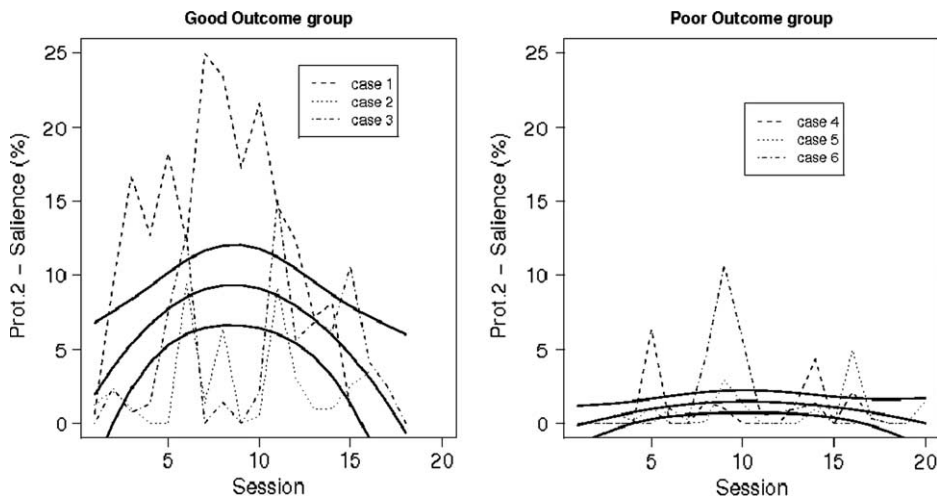 Good Outcome group
Prot.2 – Salience (%)
25
20
15
10
5
0
case 1
case 2
case 3
5
10
15
20
Session
Poor Outcome group
Prot.2 – Salience (%)
25
20
15
10
5
0
case 4
case 5
case 6
5
10
15
20
Session